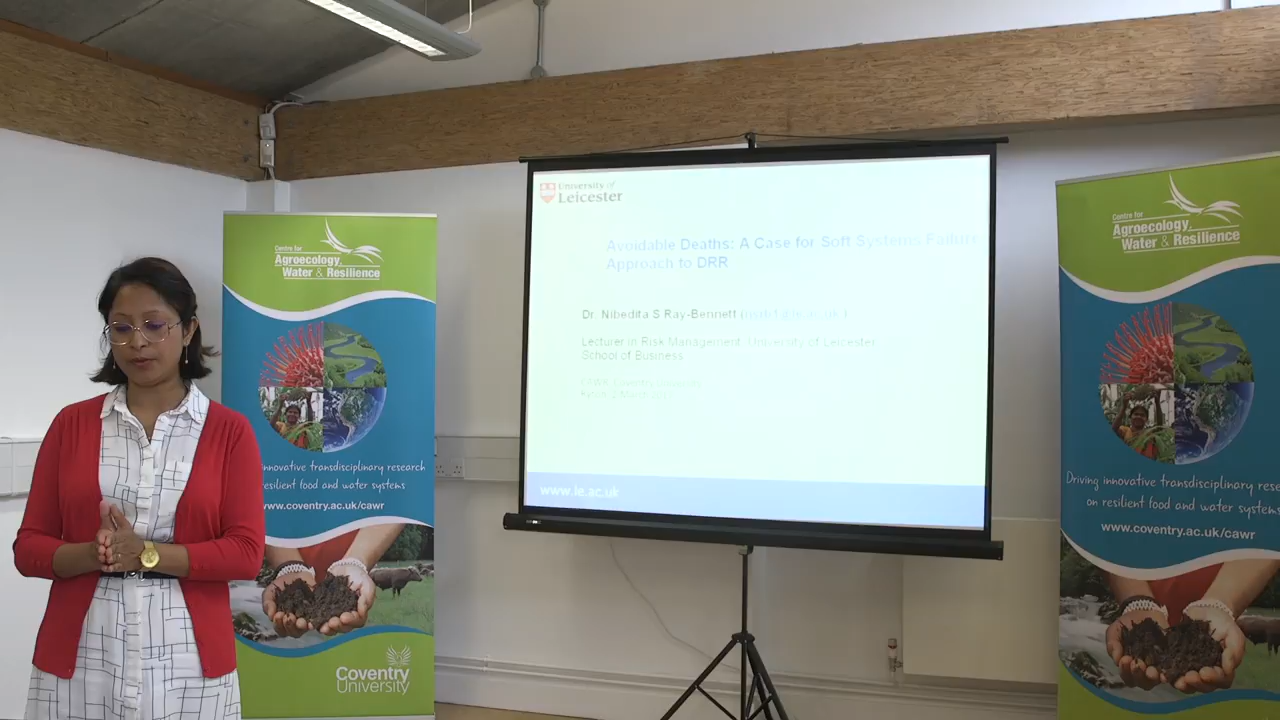 Centre for
Agroecology,
Water & Resilience
innovative transdisciplinary research
resilient food and water systems
www.coventry.ac.uk/cawr
Coventry
University
University of
Leicester
Avoidable Deaths: A Case for Soft Systems Failure
Approach to DRR
Dr. Nibedita S Ray-Bennett
Lecturer in Risk Management, University of Leicester
School of Business
www.le.ac.uk
Centre for
Agroecology,
Water & Resilience
Driving innovative transdisciplinary
on resilient food and water systems
www.coventry.ac.uk/cawr